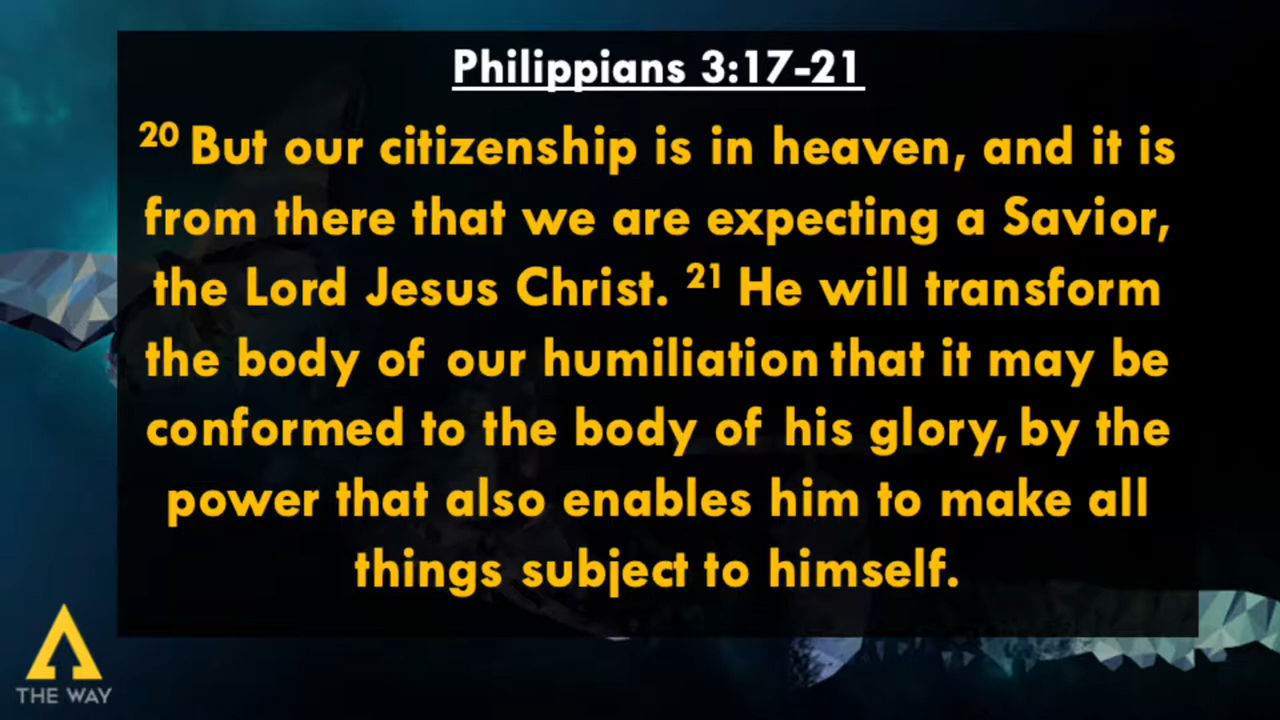 Philippians 3:17-21
20 But our citizenship is in heaven, and it is
from there that we are expecting a Savior,
the Lord Jesus Christ. 21 He will transform
the body of our humiliation that it may be
conformed to the body of his glory, by the
power that also enables him to make all
things subject to himself.
THE WAY